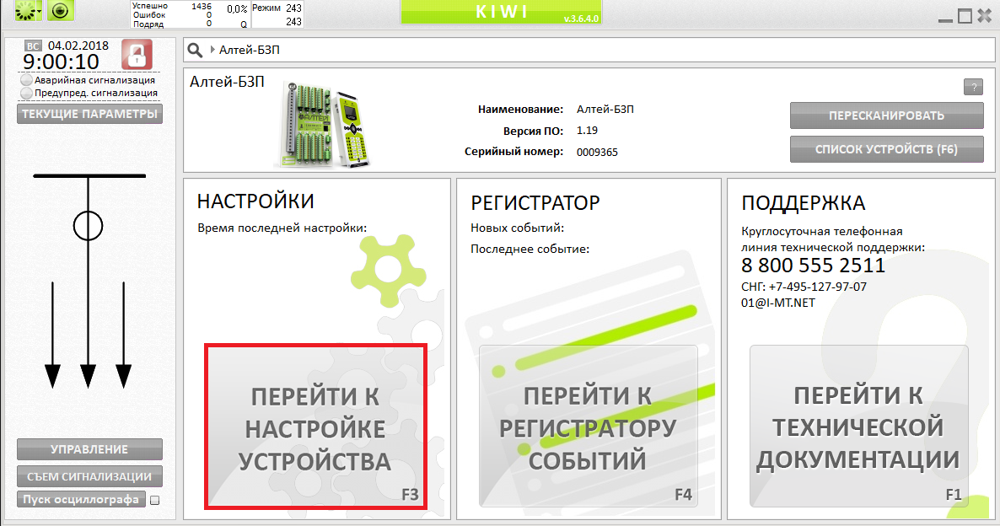 Успешно 1436 0,0% Режим 243
Ошибок 0
Подряд 0 Q 243
KIWI
v.3.6.4.0
ВС 04.02.2018
9:00:10
Аварийная сигнализация
Предупред. сигнализация
ТЕКУЩИЕ ПАРАМЕТРЫ
УПРАВЛЕНИЕ
СЪЕМ СИГНАЛИЗАЦИИ
Пуск осциллографа
Алтей-БЗП
Алтей-БЗП
АЛТЕЙ
Наименование: Алтей-БЗП
Версия ПО: 1.19
Серийный номер: 0009365
?
ПЕРЕСКАНИРОВАТЬ
СПИСОК УСТРОЙСТВ (F6)
НАСТРОЙКИ
Время последней настройки:
ПЕРЕЙТИ К
НАСТРОЙКЕ
УСТРОЙСТВА
F3
РЕГИСТРАТОР
Новых событий:
Последнее событие:
ПЕРЕЙТИ К
РЕГИСТРАТОРУ
СОБЫТИЙ
F4
ПОДДЕРЖКА
Круглосуточная телефонная
линия технической поддержки:
8 800 555 2511
СНГ: +7-495-127-97-07
01@I-MT.NET
ПЕРЕЙТИ К
ТЕХНИЧЕСКОЙ
ДОКУМЕНТАЦИИ
F1